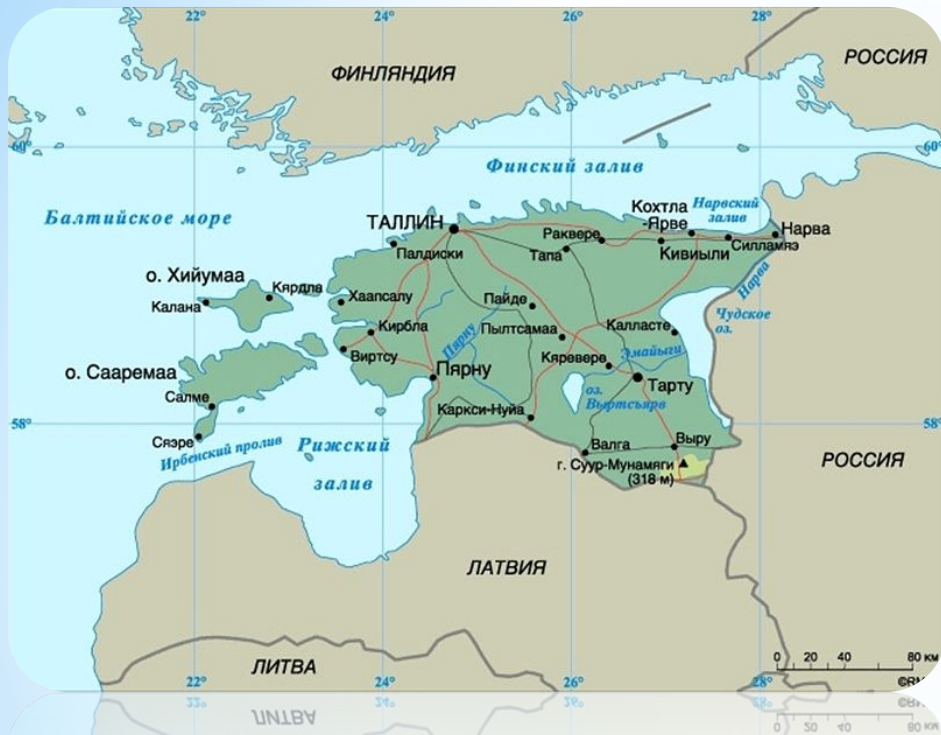 22°
24°
26°
28°
РОССИЯ
ФИНЛЯНДИЯ
60°
60°
Финский залив
Балтийское море
Кохтла
-Ярве
Нарвский
залив
ТАЛЛИН
Раквере
Нарва
Силламяэ
Палдиски
Тапа
Кивиыли
о. Хийумаа
Кярдла
Нарва
Калана
Хаапсалу
Пайде
Чудское
оз.
Кирбла
Пярну
Пылтсамаа
Калласте
Виртсу
Кяревере
Эмайыги
о. Сааремаа
Пярну
Тарту
оз.
Выртсъярв
Салме
Каркси-Нуйа
58°
58°
Сяэре
Ирбенский пролив
Рижский
залив
Валга
Выру
г. Суур-Мунамяги
(318 м)
РОССИЯ
ЛАТВИЯ
ЛИТВА
0 20 40 80 км
22°
26°
28°